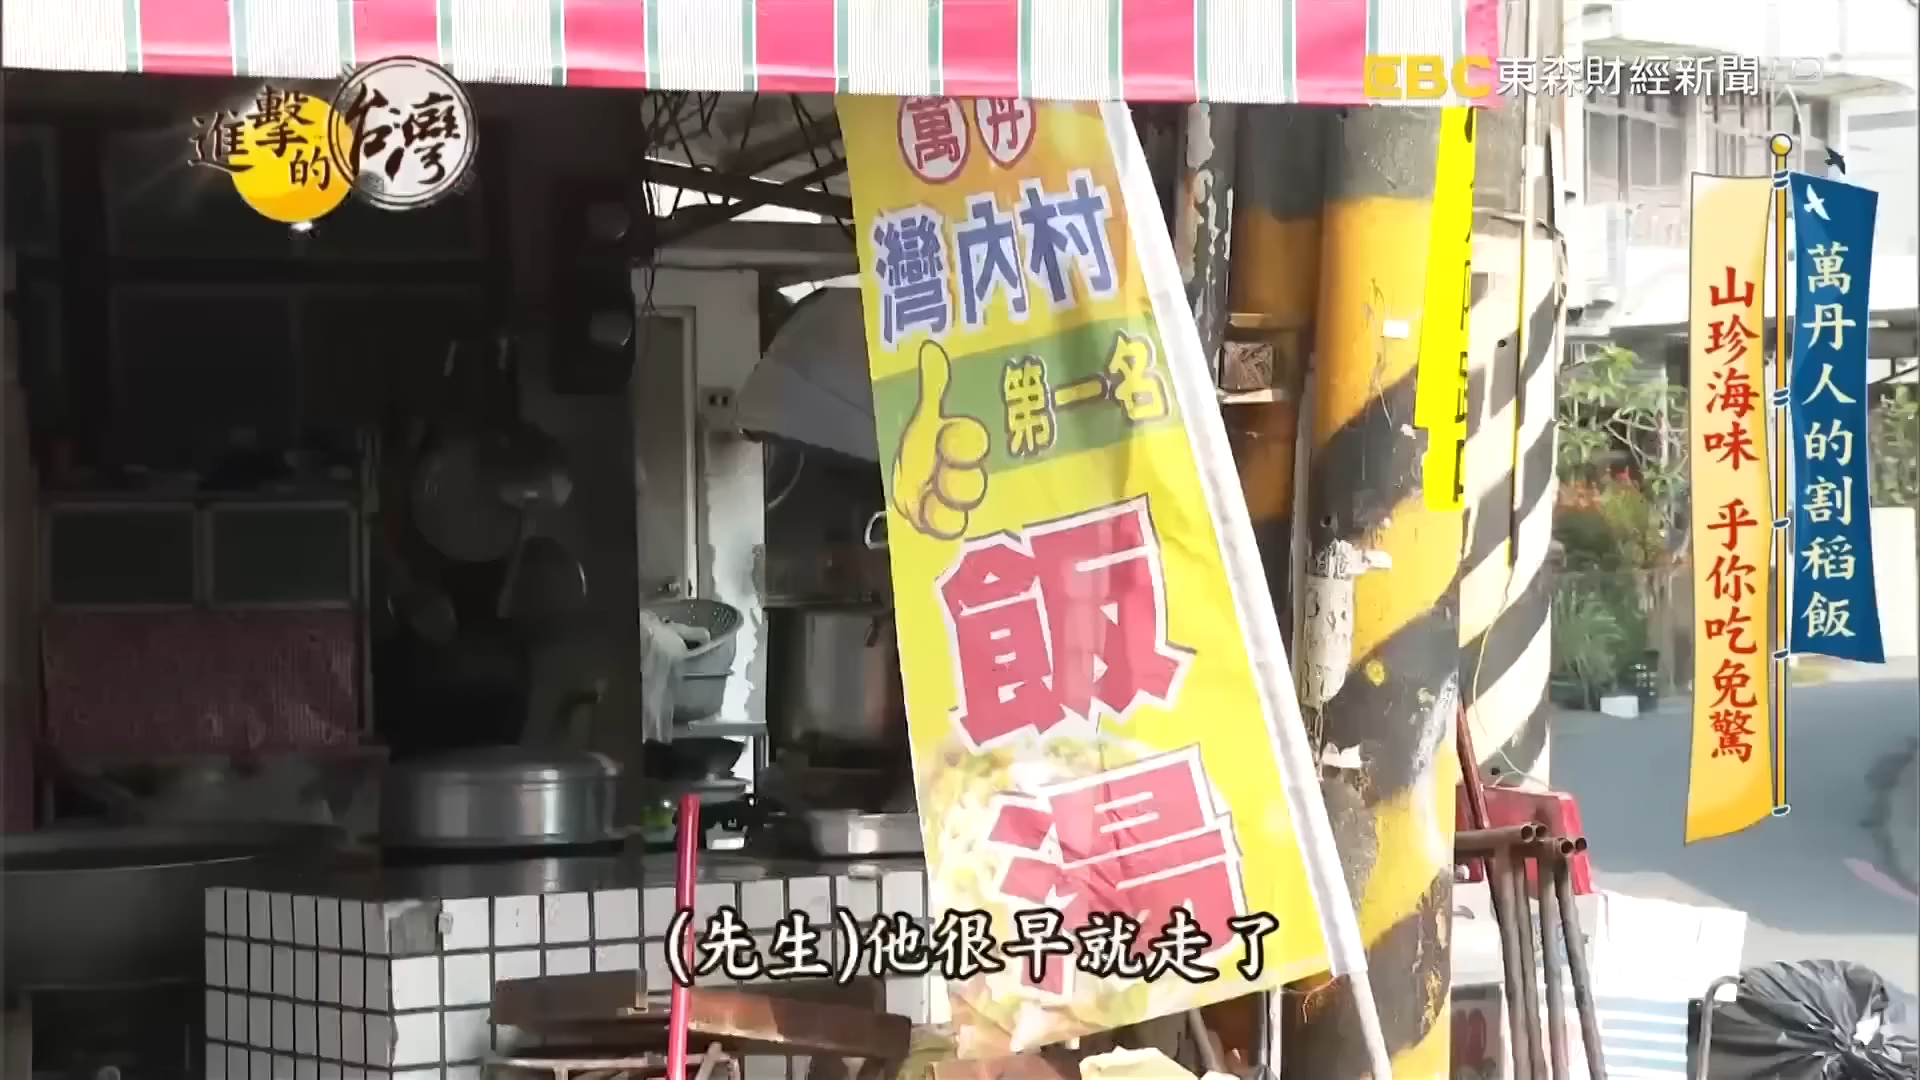 進擊的台灣
EBC東森財經新聞HD
萬丹人的割稻飯
山珍海味 乎你吃免驚
萬丹
灣內村
第一名
飯湯
(先生)他很早就走了